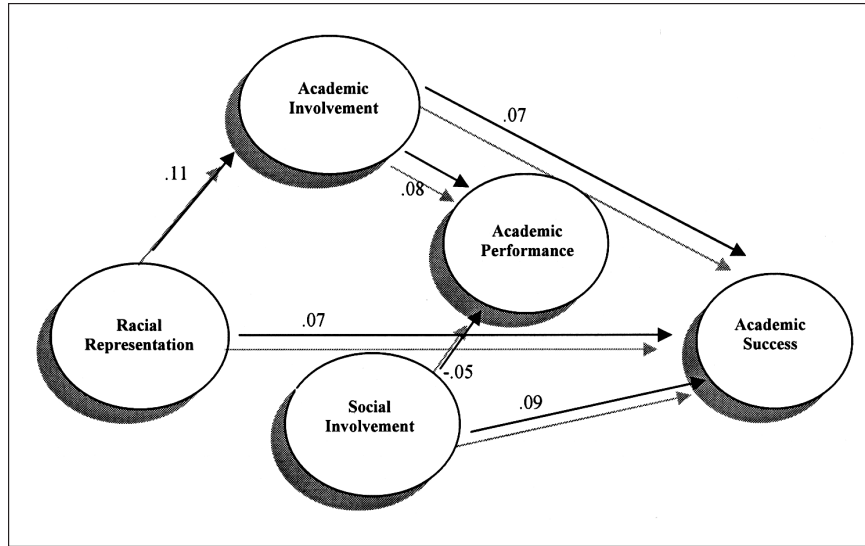 Academic
Involvement
.07
.11
.08
Academic
Performance
Racial
Representation
.07
Academic
Success
-.05
Social
Involvement
.09